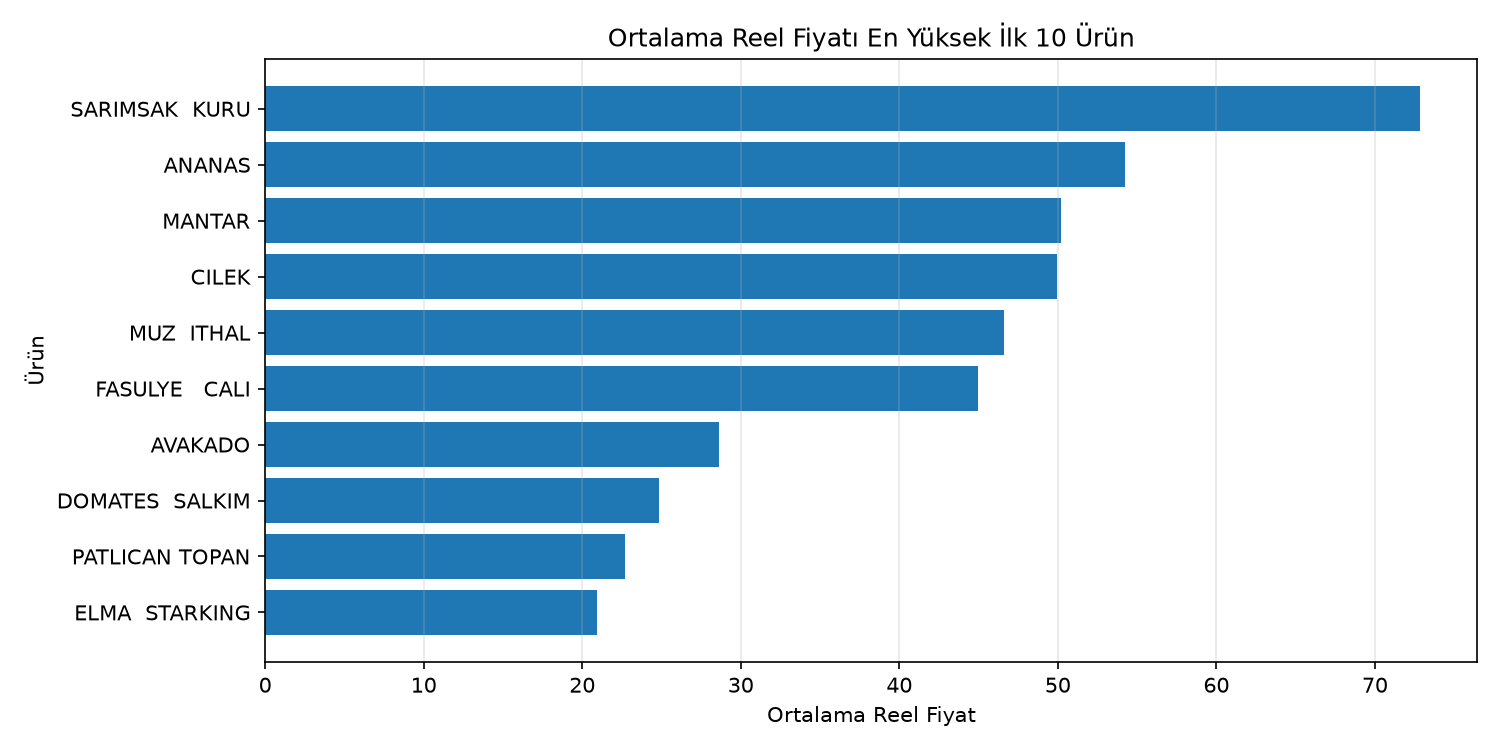 Ortalama Reel Fiyatı En Yüksek İlk 10 Ürün
SARIMSAK  KURU
ANANAS
MANTAR
CILEK
MUZ  ITHAL
FASULYE   CALI
AVAKADO
DOMATES  SALKIM
PATLICAN TOPAN
ELMA  STARKING
Ürün
0 10 20 30 40 50 60 70
Ortalama Reel Fiyat